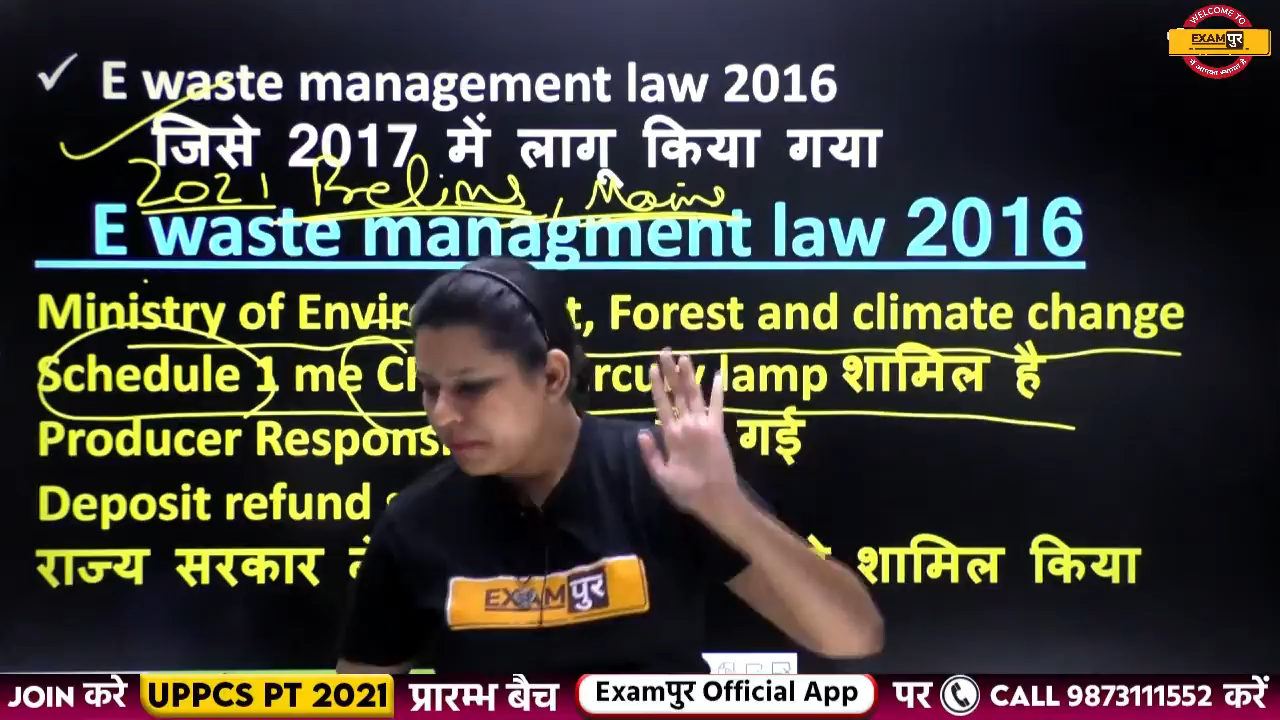 WELCOME TO
EXAMपुर
E waste management law 2016
जिसे 2017 में लागू किया गया
2021 Prelims, Mains
E waste managment law 2016
Ministry of Envir t, Forest and climate change
Schedule 1 me lamp शामिल है
Producer Respons गई
Deposit refund
राज्य सरकार शामिल किया
EXAMपुर
JOIN करे UPPCS PT 2021 प्रारम्भ बैच Examपुर Official App पर CALL 9873111552 करें